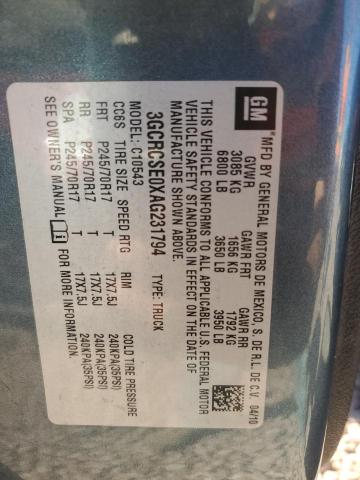 GM
MFD BY GENERAL MOTORS DE MEXICO, S. DE R.L. DE C.V. 04/10
GVWR GAWR FRT GAWR RR
3085 KG 1656 KG 1792 KG
6800 LB 3650 LB 3950 LB
THIS VEHICLE CONFORMS TO ALL APPLICABLE U.S. FEDERAL MOTOR
VEHICLE SAFETY STANDARDS IN EFFECT ON THE DATE OF
MANUFACTURE SHOWN ABOVE.
3GCRCSE0XAG231794 TYPE: TRUCK
MODEL: C10543
CC6S TIRE SIZE SPEED RTG RIM COLD TIRE PRESSURE
FRT P245/70R17 T 17X7.5J 240KPA(35PSI)
RR P245/70R17 T 17X7.5J 240KPA(35PSI)
SPA P245/70R17 T 17X7.5J 240KPA(35PSI)
SEE OWNER'S MANUAL i FOR MORE INFORMATION.